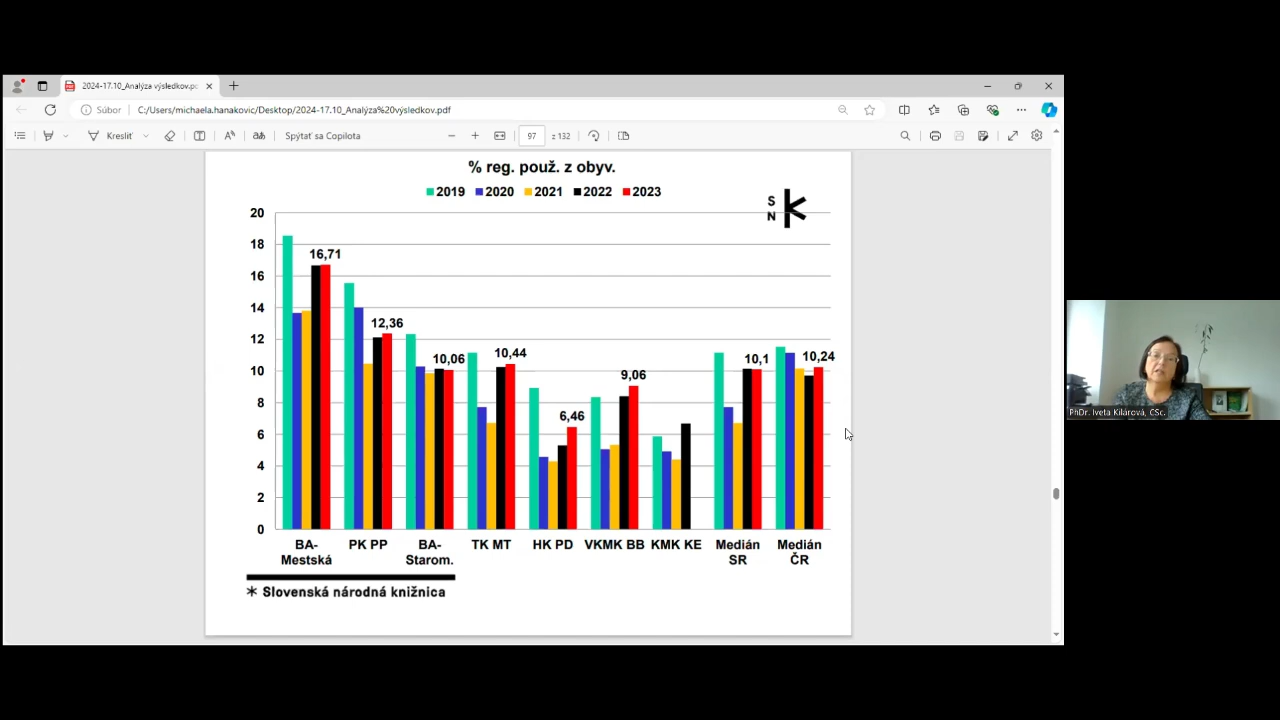 2024-17.10_Analýza výsledkov.pc
Súbor
C:/Users/michaela.hanakovic/Desktop/2024-17.10_Analýza%20výsledkov.pdf
Kresliť
Spýtať sa Copilota
97
z 132
% reg. použ. z obyv.
2019 2020 2021 2022 2023
S
N
20
18
16
14
12
10
8
6
4
2
0
16,71
12,36
10,06
10,44
6,46
9,06
10,1
10,24
BA-
Mestská
PK PP
BA-
Starom.
TK MT
HK PD
VKMK BB
KMK KE
Medián
SR
Medián
ČR
Slovenská národná knižnica
PhDr. Iveta Kilárová, CSc.